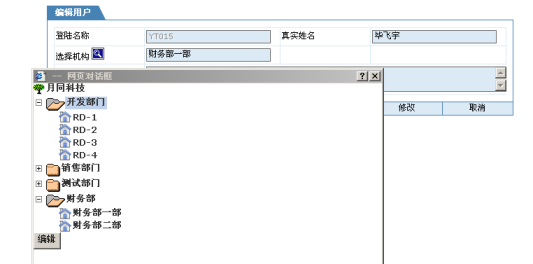 编辑用户
登陆名称 YT015 真实姓名 毕飞宇
选择机构 财务部一部
-- 网页对话框
月同科技
开发部门
RD-1
RD-2
RD-3
RD-4
销售部门
测试部门
财务部
财务部一部
财务部二部
编辑
修改 取消